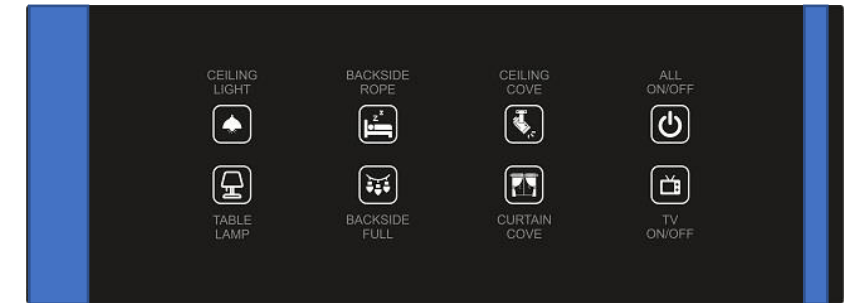 CEILING
LIGHT
BACKSIDE
ROPE
CEILING
COVE
ALL
ON/OFF
z z
TABLE
LAMP
BACKSIDE
FULL
CURTAIN
COVE
TV
ON/OFF